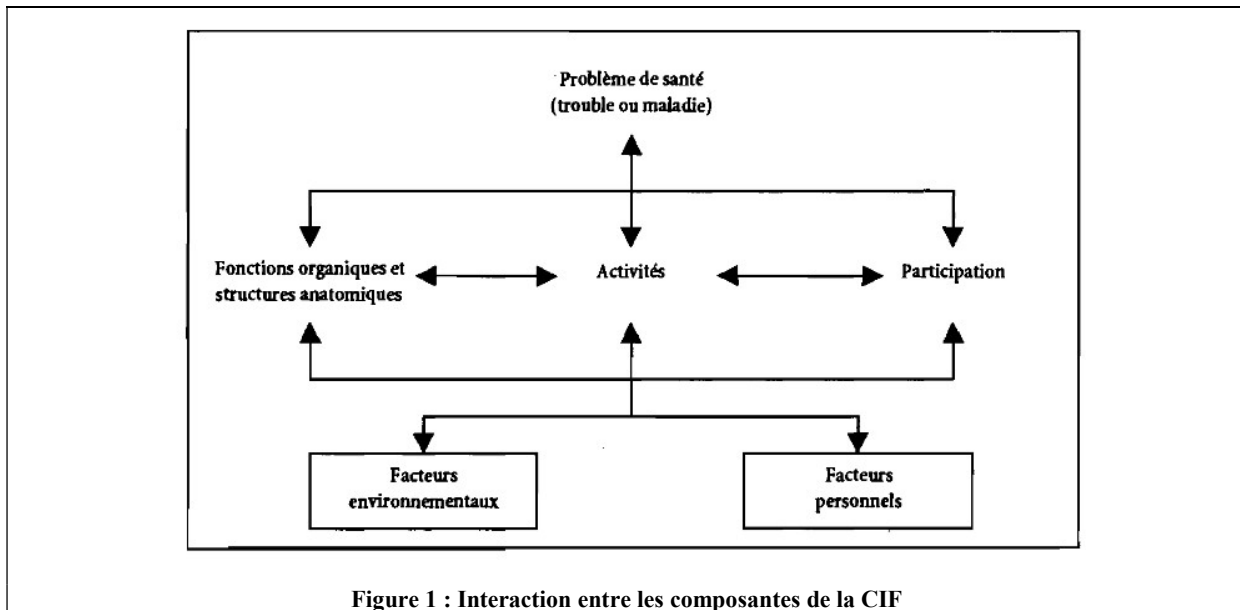 Problème de santé
(trouble ou maladie)
Fonctions organiques et
structures anatomiques
Activités
Participation
Facteurs
environnementaux
Facteurs
personnels
Figure 1 : Interaction entre les composantes de la CIF